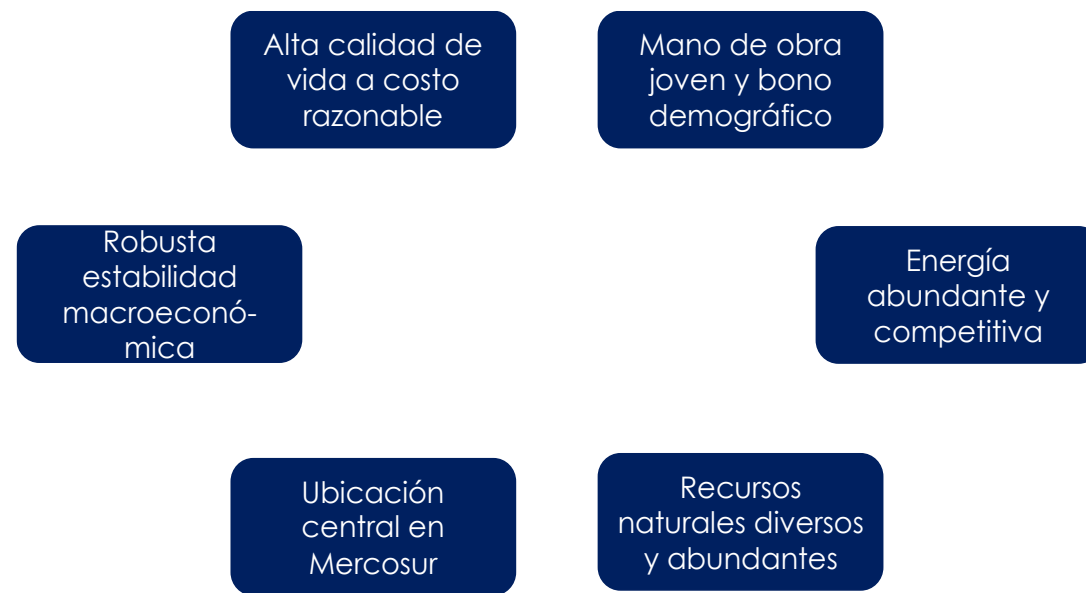 Alta calidad de
vida a costo
razonable
Mano de obra
joven y bono
demográfico
Robusta
estabilidad
macroeconó-
mica
Energía
abundante y
competitiva
Ubicación
central en
Mercosur
Recursos
naturales diversos
y abundantes